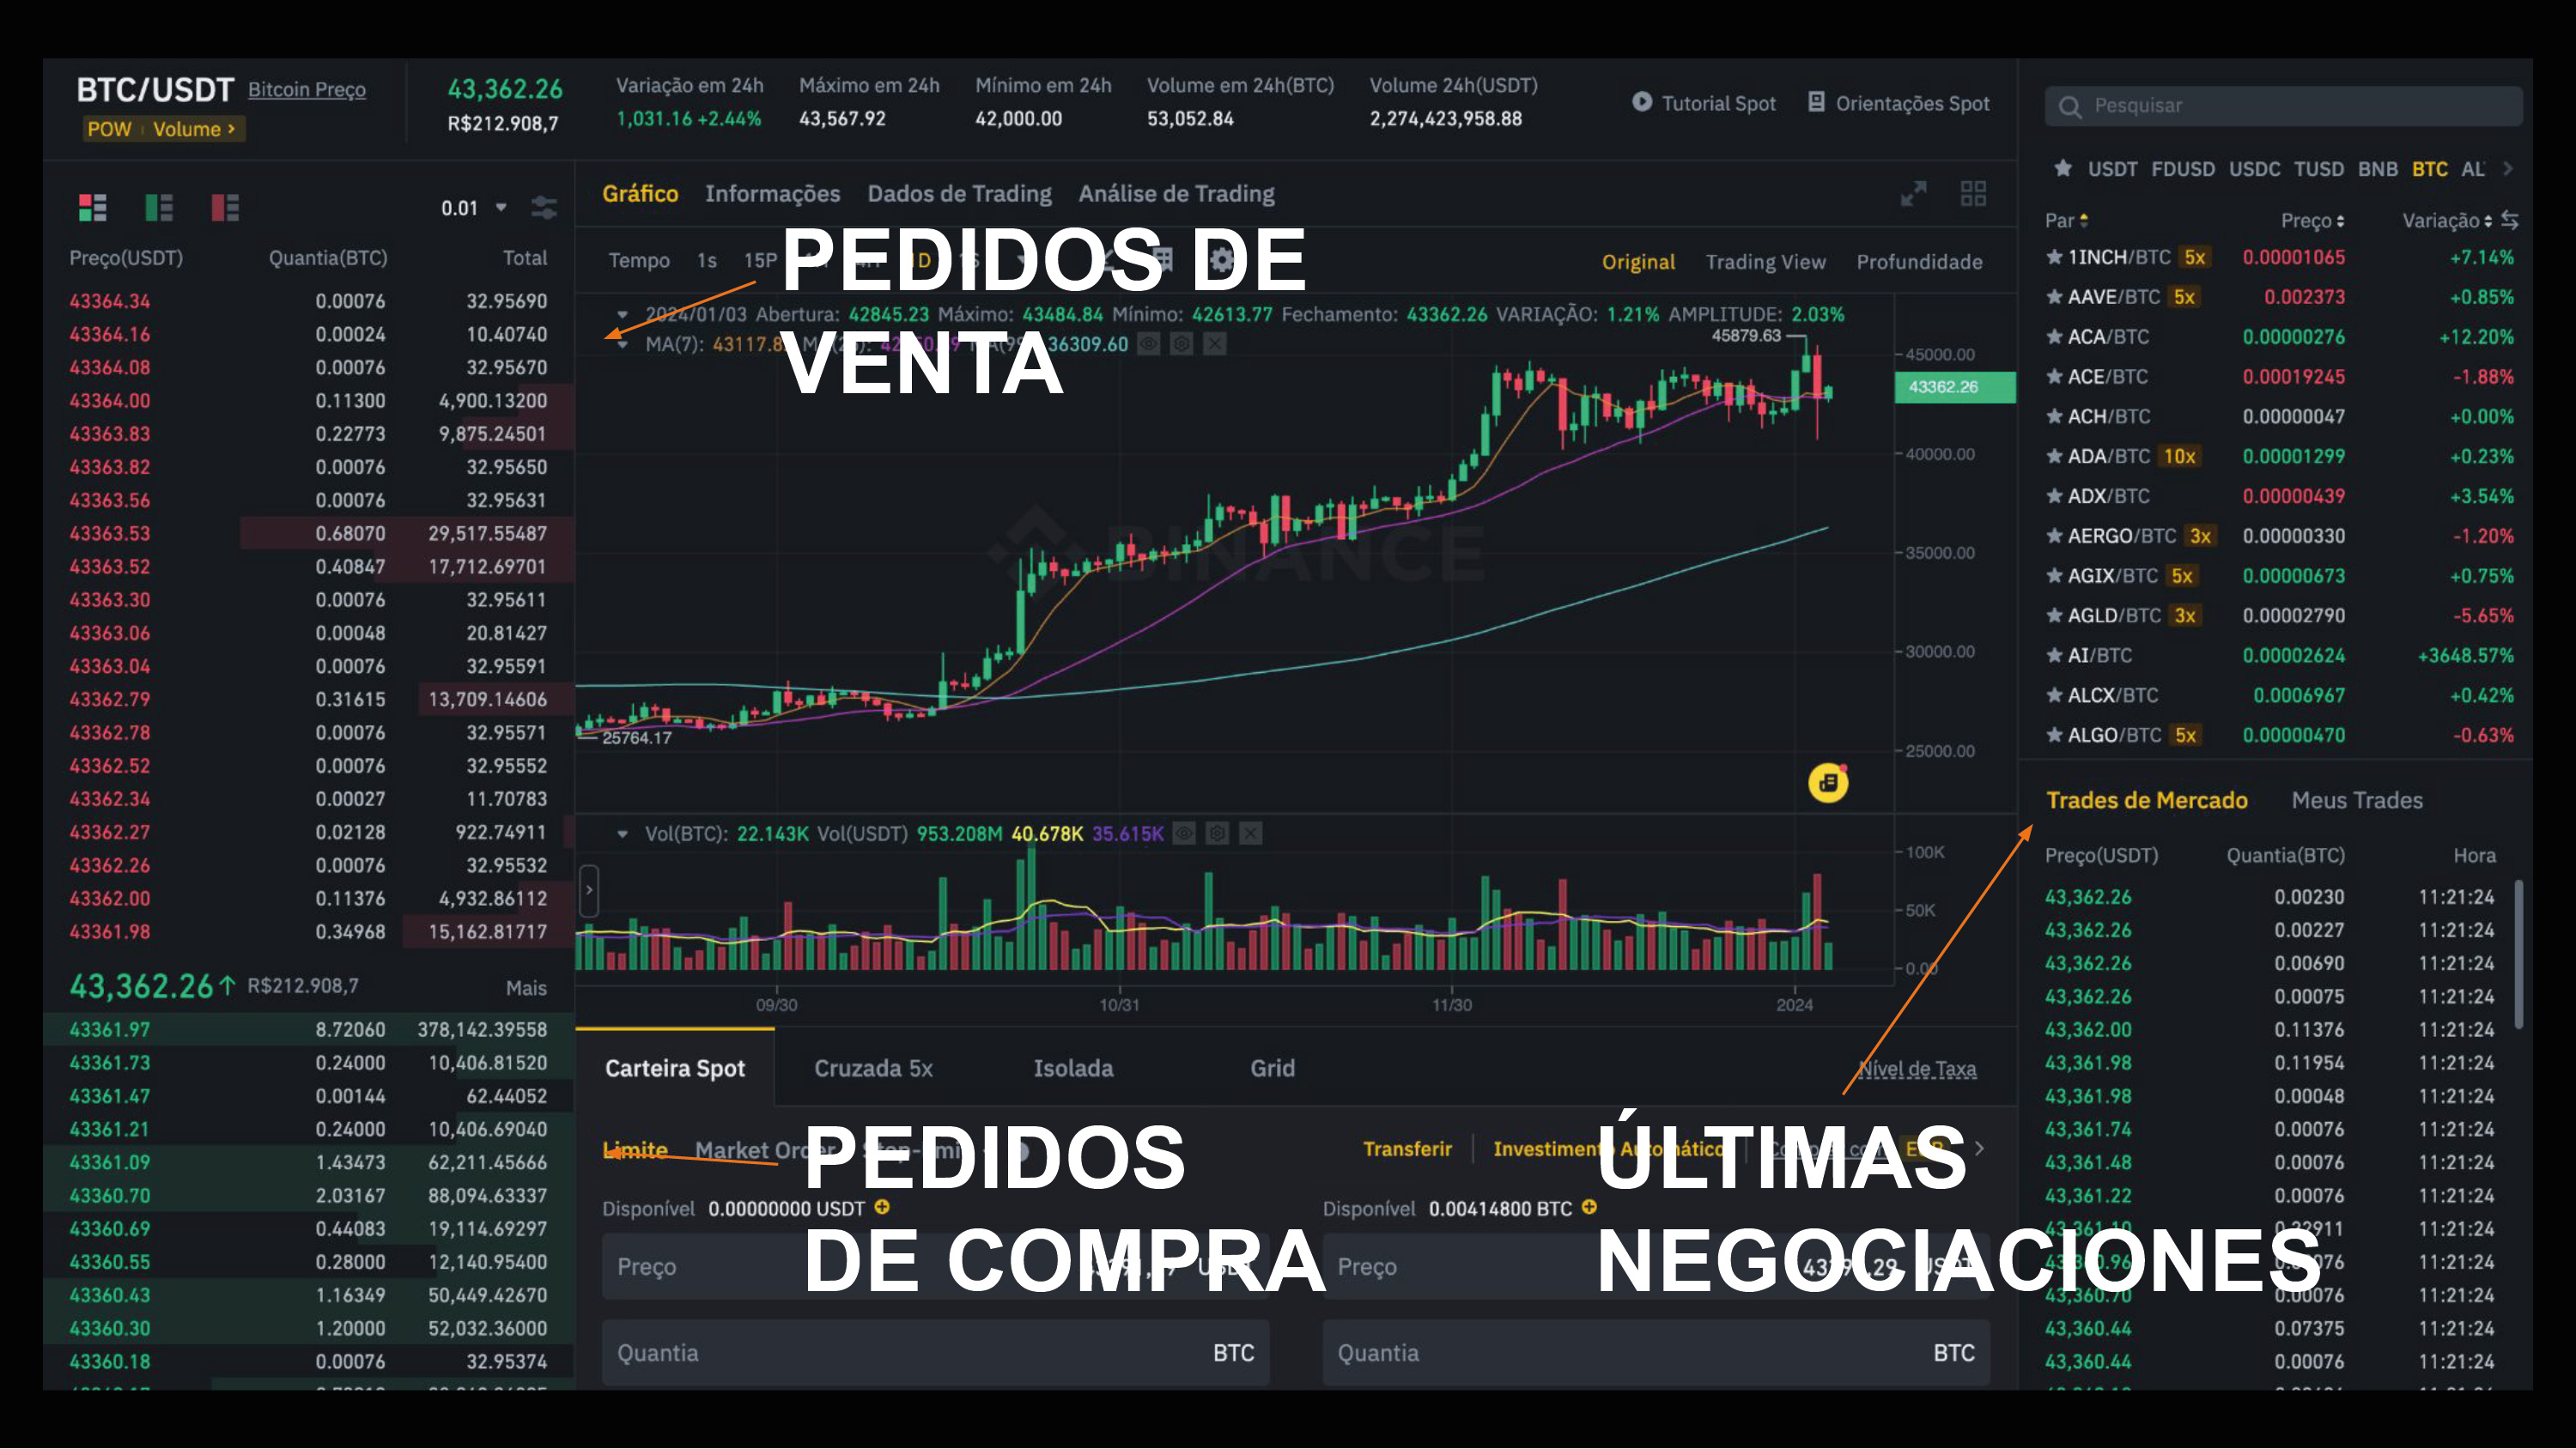 BTC/USDT Bitcoin Preço
POW Volume >
43,362.26
R$212.908,7
Variação em 24h
1,031.16 +2.44%
Máximo em 24h
43,567.92
Mínimo em 24h
42,000.00
Volume em 24h(BTC)
53,052.84
Volume 24h(USDT)
2,274,423,958.88
Tutorial Spot
Orientações Spot
0.01
Preço(USDT) Quantia(BTC) Total
43364.34 0.00076 32.95690
43364.16 0.00024 10.40740
43364.08 0.00076 32.95670
43364.00 0.11300 4,900.13200
43363.83 0.22773 9,875.24501
43363.82 0.00076 32.95650
43363.56 0.00076 32.95631
43363.53 0.68070 29,517.55487
43363.52 0.40847 17,712.69701
43363.30 0.00076 32.95611
43363.06 0.00048 20.81427
43363.04 0.00076 32.95591
43362.79 0.31615 13,709.14606
43362.78 0.00076 32.95571
43362.52 0.00076 32.95552
43362.34 0.00027 11.70783
43362.27 0.02128 922.74911
43362.26 0.00076 32.95532
43362.00 0.11376 4,932.86112
43361.98 0.34968 15,162.81717
43,362.26↑ R$212.908,7 Mais
43361.97 8.72060 378,142.39558
43361.73 0.24000 10,406.81520
43361.47 0.00144 62.44052
43361.21 0.24000 10,406.69040
43361.09 1.43473 62,211.45666
43360.70 2.03167 88,094.63337
43360.69 0.44083 19,114.69297
43360.55 0.28000 12,140.95400
43360.43 1.16349 50,449.42670
43360.30 1.20000 52,032.36000
43360.18 0.00076 32.95374
Gráfico Informações Dados de Trading Análise de Trading
Tempo 1s 15P 1D
Original Trading View Profundidade
PEDIDOS DE
VENTA
2024/01/03 Abertura: 42845.23 Máximo: 43484.84 Mínimo: 42613.77 Fechamento: 43362.26 VARIAÇÃO: 1.21% AMPLITUDE: 2.03%
MA(7): 36309.60
45879.63
45000.00
43362.26
40000.00
35000.00
30000.00
25000.00
25764.17
BINANCE
Vol(BTC): 22.143K Vol(USDT) 953.208M 40.678K 35.615K
100K
50K
0.00
09/30 10/31 11/30 2024
Carteira Spot Cruzada 5x Isolada Grid Nível de Taxa
Limite Market Order
Transferir Investimento Automático
PEDIDOS
DE COMPRA
ÚLTIMAS
NEGOCIACIONES
Disponível 0.00000000 USDT
Disponível 0.00414800 BTC
Preço
Preço
Quantia BTC
Quantia BTC
Pesquisar
USDT FDUSD USDC TUSD BNB BTC
Par Preço Variação
1INCH/BTC 5x 0.00001065 +7.14%
AAVE/BTC 5x 0.002373 +0.85%
ACA/BTC 0.00000276 +12.20%
ACE/BTC 0.00019245 -1.88%
ACH/BTC 0.00000047 +0.00%
ADA/BTC 10x 0.00001299 +0.23%
ADX/BTC 0.00000439 +3.54%
AERGO/BTC 3x 0.00000330 -1.20%
AGIX/BTC 5x 0.00000673 +0.75%
AGLD/BTC 3x 0.00002790 -5.65%
AI/BTC 0.00002624 +3648.57%
ALCX/BTC 0.0006967 +0.42%
ALGO/BTC 5x 0.00000470 -0.63%
Trades de Mercado Meus Trades
Preço(USDT) Quantia(BTC) Hora
43,362.26 0.00230 11:21:24
43,362.26 0.00227 11:21:24
43,362.26 0.00690 11:21:24
43,362.26 0.00075 11:21:24
43,362.00 0.11376 11:21:24
43,361.98 0.11954 11:21:24
43,361.98 0.00048 11:21:24
43,361.74 0.00076 11:21:24
43,361.48 0.00076 11:21:24
43,361.22 0.00076 11:21:24
11:21:24
11:21:24
43,360.70 0.00076 11:21:24
43,360.44 0.07375 11:21:24
43,360.44 0.00076 11:21:24